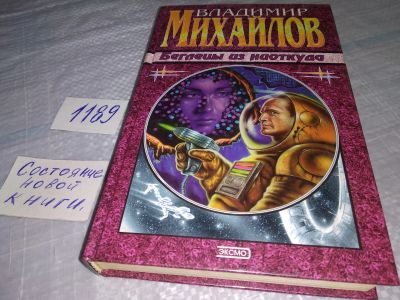 ВЛАДИМИР
МИХАЙЛОВ
Беглецы из ниоткуда
1189
Состояние
новой
книги.
ЭКСМО